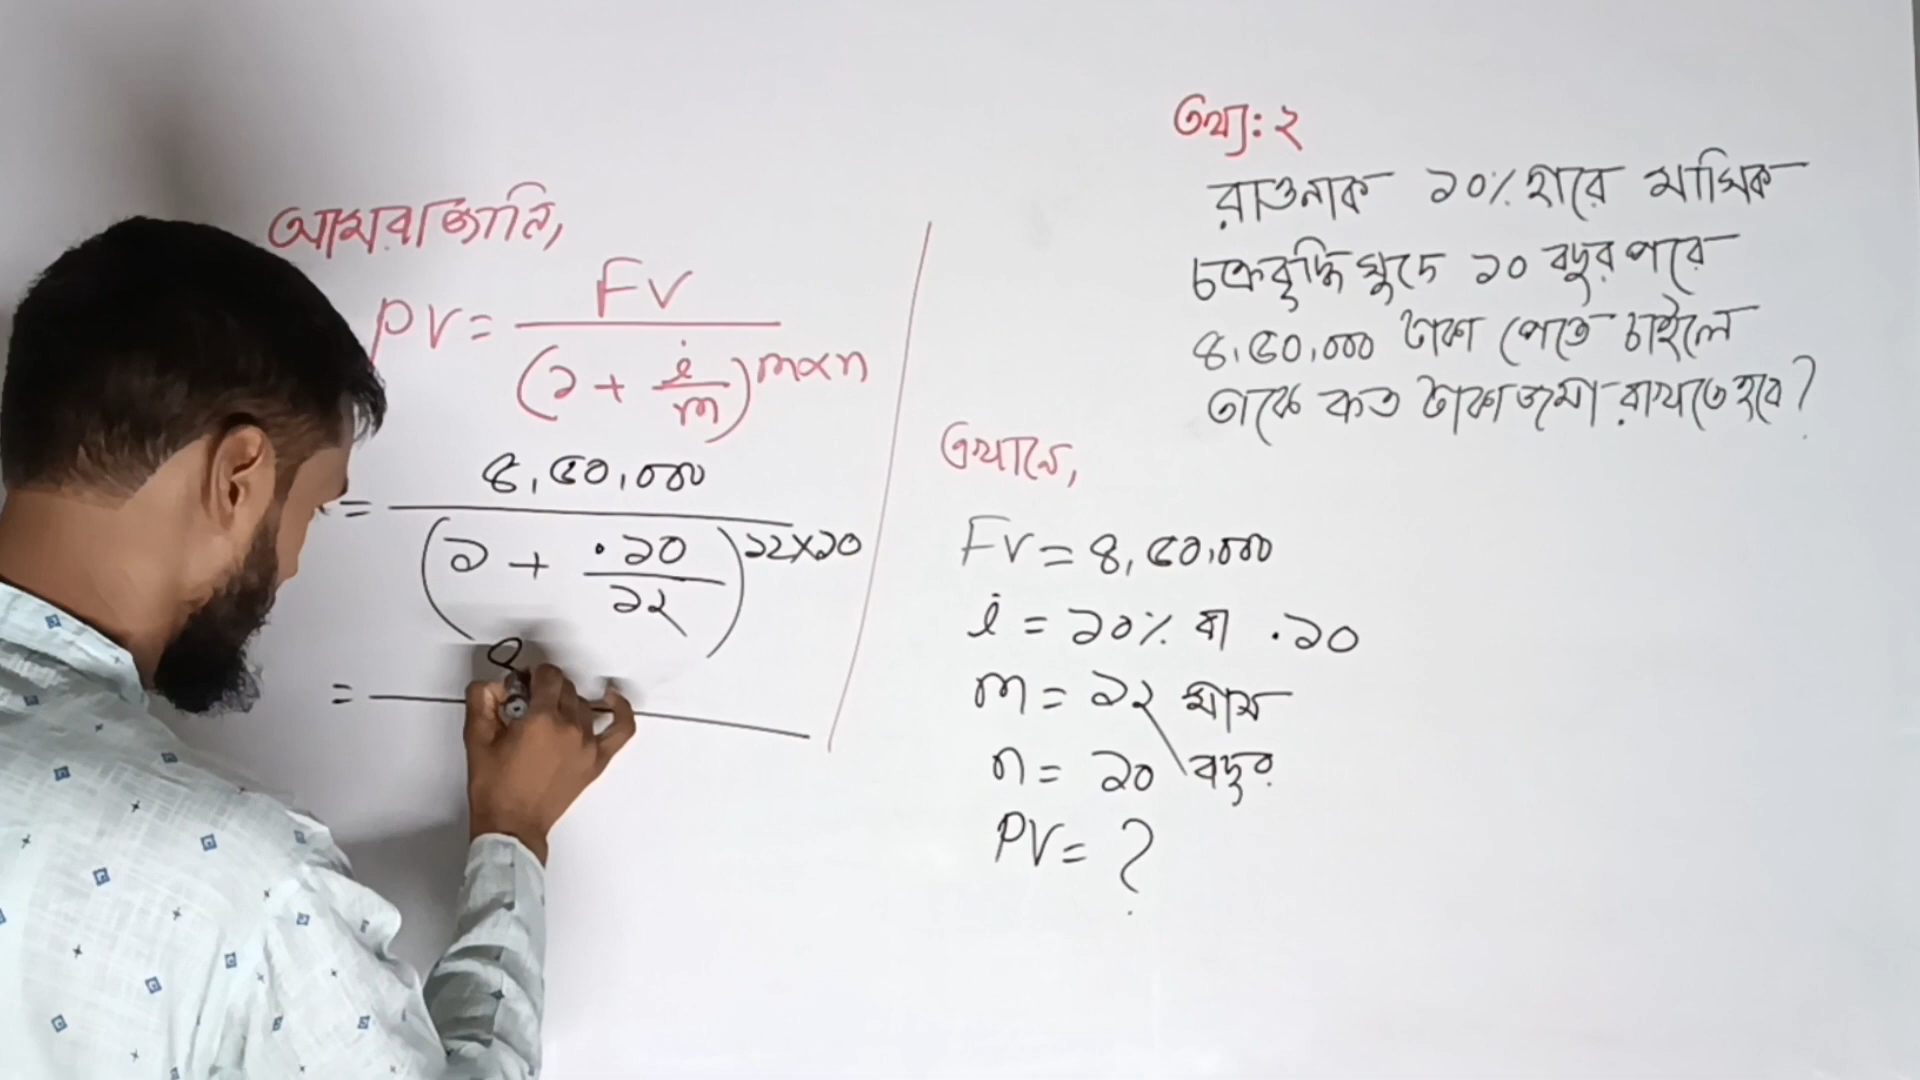 তথ্য: ২
রাওনাক ১০% হারে মাসিক
চক্রবৃদ্ধি সুদে ১০ বছর পরে
৪,৫০,০০০ টাকা পেতে চাইলে
তাকে কত টাকা জমা রাখতে হবে?
আমরা জানি,
PV = FV / (১ + i/m)^m×n
= ৪,৫০,০০০ / (১ + .১০/১২)^১২×১০
= ৪
এখানে,
FV = ৪,৫০,০০০
i = ১০% বা .১০
m = ১২ মাস
n = ১০ বছর
PV = ?